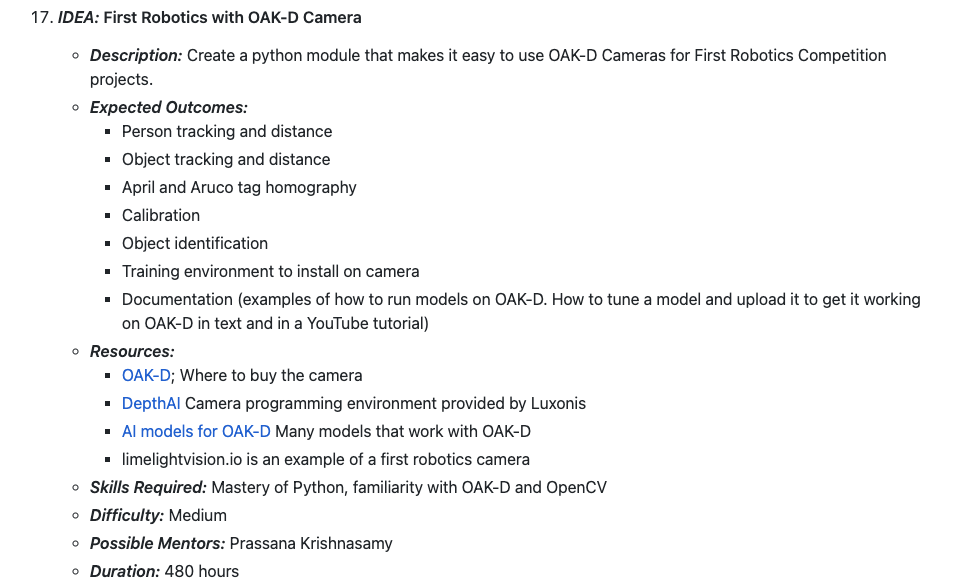 17. IDEA: First Robotics with OAK-D Camera
Description: Create a python module that makes it easy to use OAK-D Cameras for First Robotics Competition
projects.
Expected Outcomes:
Person tracking and distance
Object tracking and distance
April and Aruco tag homography
Calibration
Object identification
Training environment to install on camera
Documentation (examples of how to run models on OAK-D. How to tune a model and upload it to get it working
on OAK-D in text and in a YouTube tutorial)
Resources:
OAK-D; Where to buy the camera
DepthAI Camera programming environment provided by Luxonis
AI models for OAK-D Many models that work with OAK-D
limelightvision.io is an example of a first robotics camera
Skills Required: Mastery of Python, familiarity with OAK-D and OpenCV
Difficulty: Medium
Possible Mentors: Prassana Krishnasamy
Duration: 480 hours